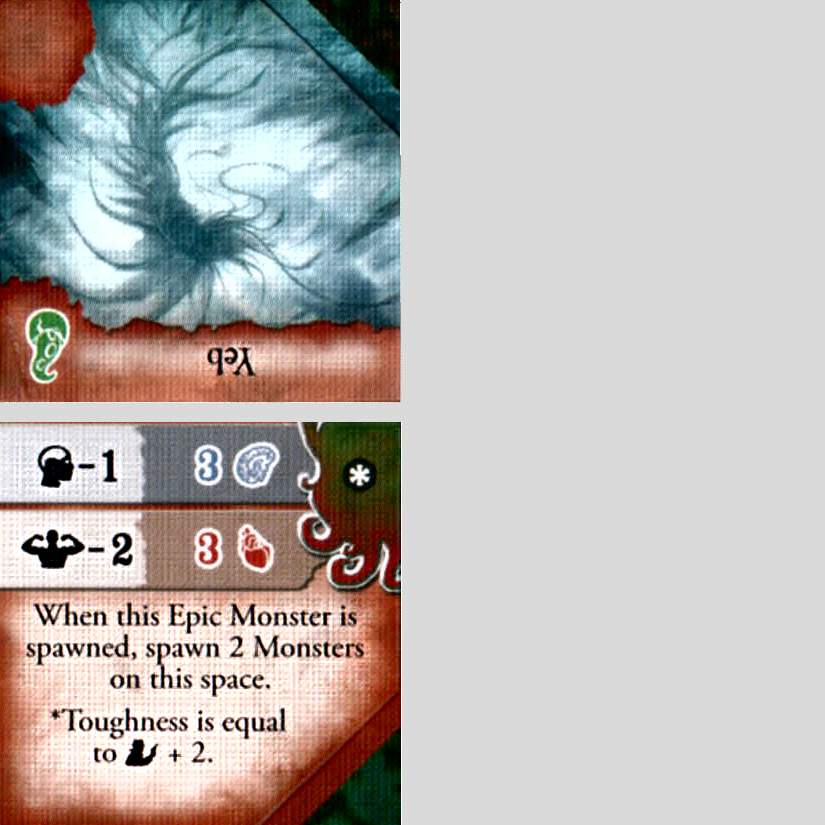 Yeb
-1 3 *
-2 3
When this Epic Monster is
spawned, spawn 2 Monsters
on this space.
*Toughness is equal
to + 2.